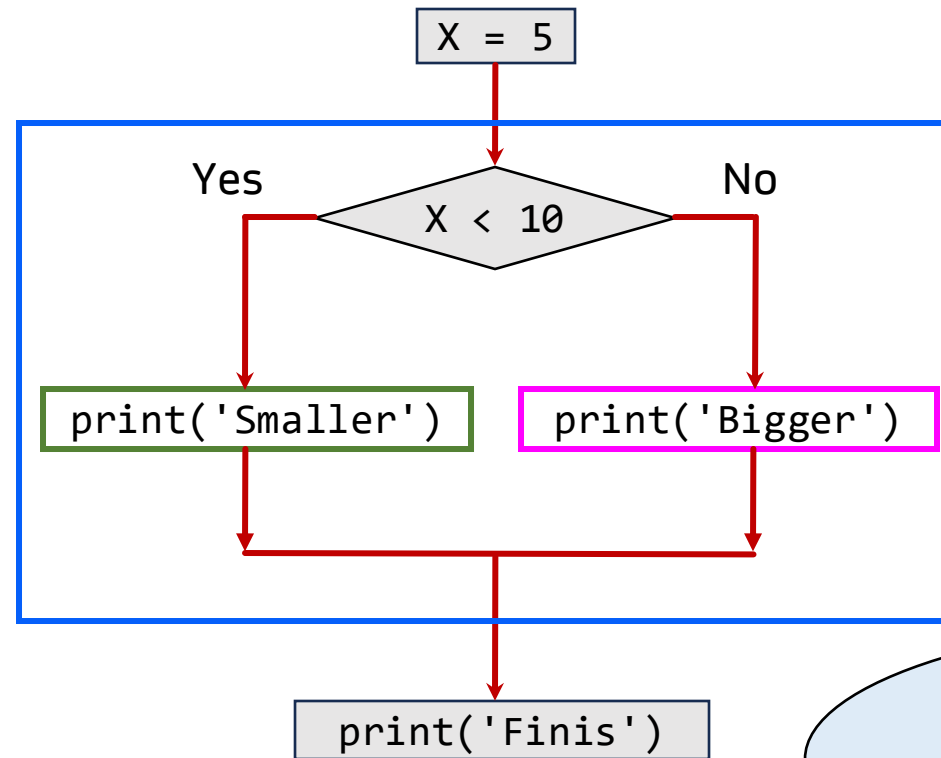 X = 5
Yes
No
X < 10
print('Smaller')
print('Bigger')
print('Finis')